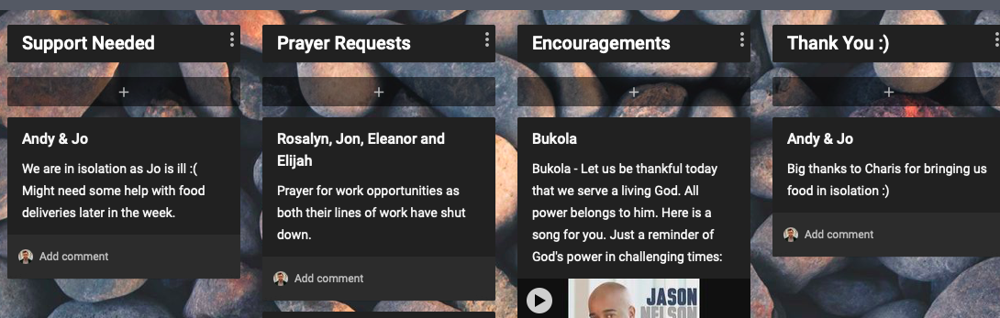 Support Needed
Prayer Requests
Encouragements
Thank You :)
+
+
+
+
Andy & Jo
We are in isolation as Jo is ill :(
Might need some help with food
deliveries later in the week.
Add comment
Rosalyn, Jon, Eleanor and
Elijah
Prayer for work opportunities as
both their lines of work have shut
down.
Add comment
Bukola
Bukola - Let us be thankful today
that we serve a living God. All
power belongs to him. Here is a
song for you. Just a reminder of
God's power in challenging times:
JASON
NELSON
Andy & Jo
Big thanks to Charis for bringing us
food in isolation :)
Add comment